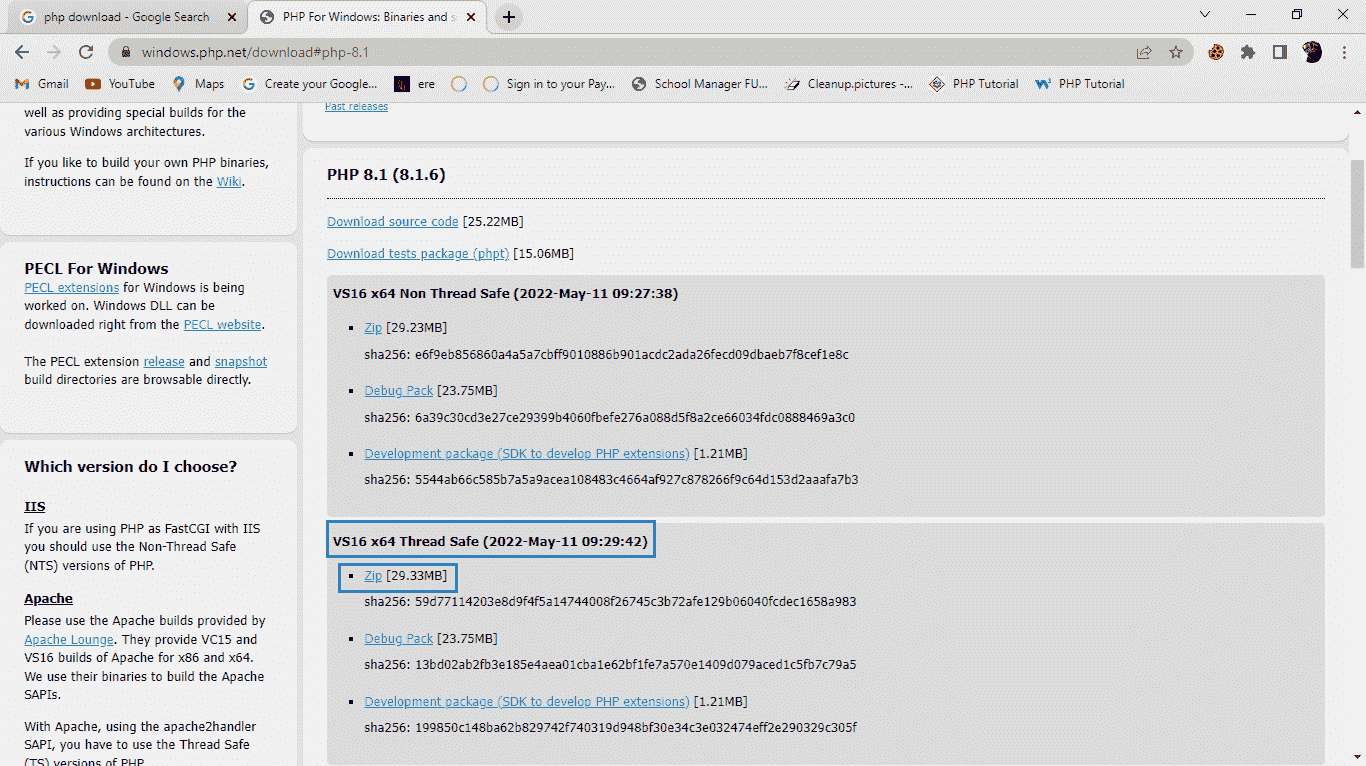 php download - Google Search
PHP For Windows: Binaries and s
windows.php.net/download#php-8.1
Gmail
YouTube
Maps
Create your Google...
ere
Sign in to your Pay...
School Manager FU...
Cleanup.pictures -...
PHP Tutorial
PHP Tutorial
well as providing special builds for the
various Windows architectures.
If you like to build your own PHP binaries,
instructions can be found on the Wiki.
PECL For Windows
PECL extensions for Windows is being
worked on. Windows DLL can be
downloaded right from the PECL website.
The PECL extension release and snapshot
build directories are browsable directly.
Which version do I choose?
IIS
If you are using PHP as FastCGI with IIS
you should use the Non-Thread Safe
(NTS) versions of PHP.
Apache
Please use the Apache builds provided by
Apache Lounge. They provide VC15 and
VS16 builds of Apache for x86 and x64.
We use their binaries to build the Apache
SAPIs.
With Apache, using the apache2handler
SAPI, you have to use the Thread Safe
(TS) versions of PHP.
Past releases
PHP 8.1 (8.1.6)
Download source code [25.22MB]
Download tests package (phpt) [15.06MB]
VS16 x64 Non Thread Safe (2022-May-11 09:27:38)
Zip [29.23MB]
sha256: e6f9eb856860a4a5a7cbff9010886b901acdc2ada26fecd09dbaeb7f8cef1e8c
Debug Pack [23.75MB]
sha256: 6a39c30cd3e27ce29399b4060fbefe276a088d5f8a2ce66034fdc0888469a3c0
Development package (SDK to develop PHP extensions) [1.21MB]
sha256: 5544ab66c585b7a5a9acea108483c4664af927c878266f9c64d153d2aaafa7b3
VS16 x64 Thread Safe (2022-May-11 09:29:42)
Zip [29.33MB]
sha256: 59d77114203e8d9f4f5a14744008f26745c3b72afe129b06040fcdec1658a983
Debug Pack [23.75MB]
sha256: 13bd02ab2fb3e185e4aea01cba1e62bf1fe7a570e1409d079aced1c5fb7c79a5
Development package (SDK to develop PHP extensions) [1.21MB]
sha256: 199850c148ba62b829742f740319d948bf30e34c3e032474eff2e290329c305f